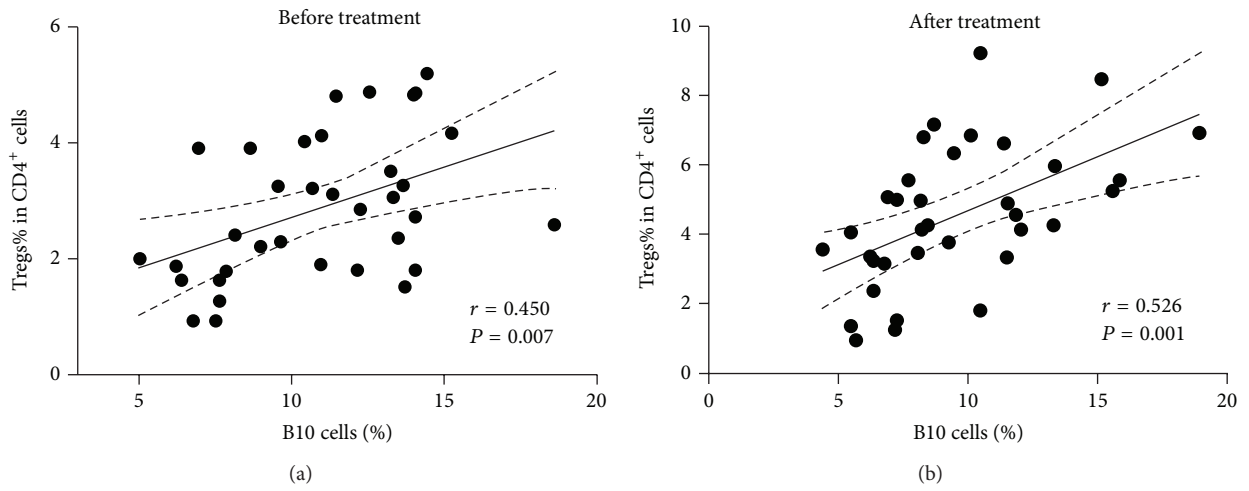 Before treatment
6
4
2
0
Tregs% in CD4⁺ cells
r = 0.450
P = 0.007
5
10
15
20
B10 cells (%)
(a)
After treatment
10
8
6
4
2
0
Tregs% in CD4⁺ cells
r = 0.526
P = 0.001
0
5
10
15
20
B10 cells (%)
(b)